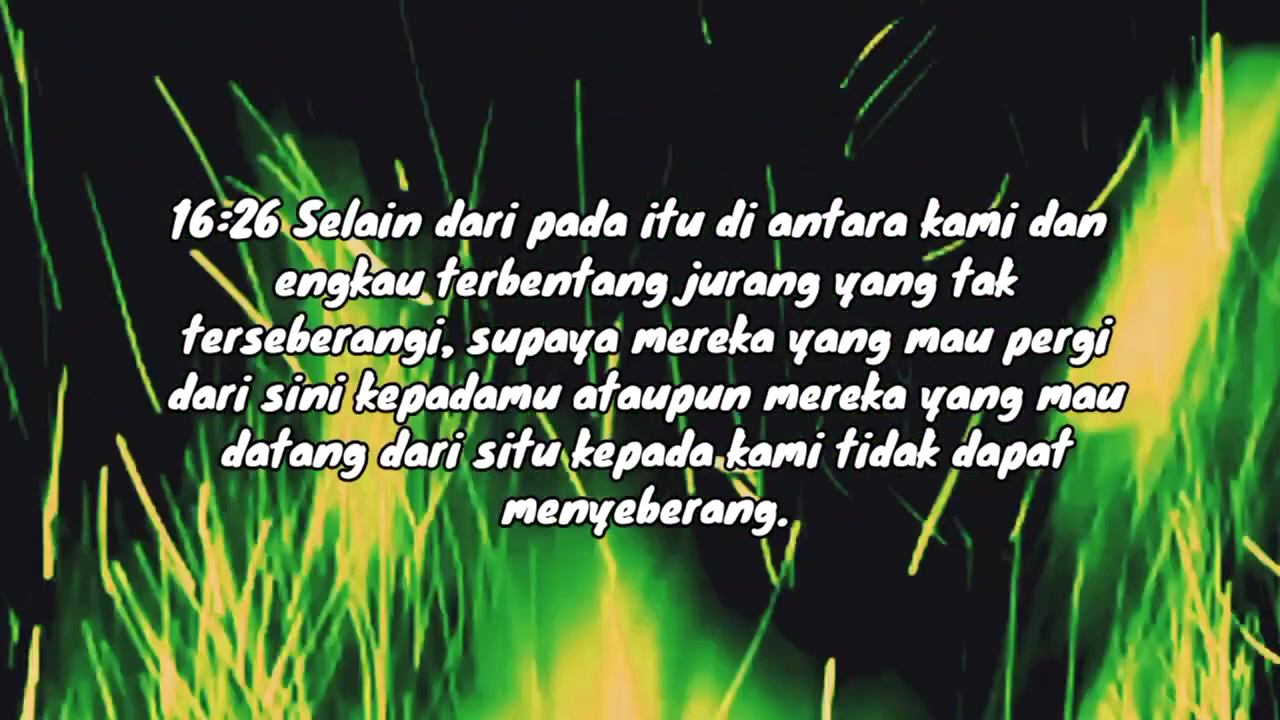 16:26 Selain dari pada itu di antara kami dan
engkau terbentang jurang yang tak
terseberangi, supaya mereka yang mau pergi
dari sini kepadamu ataupun mereka yang mau
datang dari situ kepada kami tidak dapat
menyeberang.